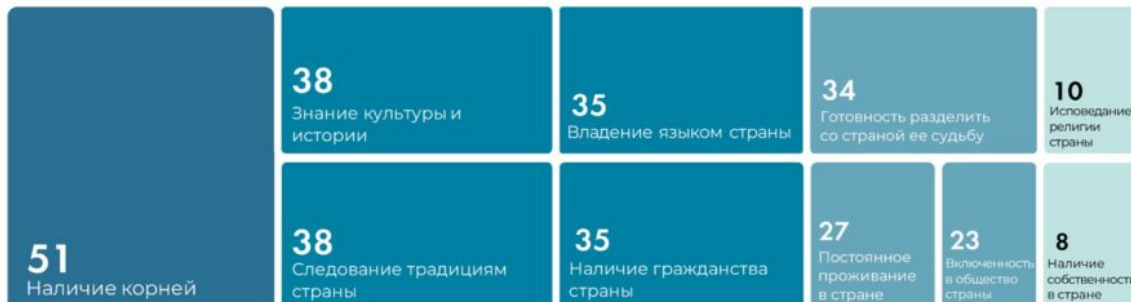 51
Наличие корней
38
Знание культуры и
истории
38
Следование традициям
страны
35
Владение языком страны
35
Наличие гражданства
страны
34
Готовность разделить
со страной ее судьбу
27
Постоянное
проживание
в стране
23
Включенность
в общество
страны
10
Исповедание
религии
страны
8
Наличие
собственности
в стране